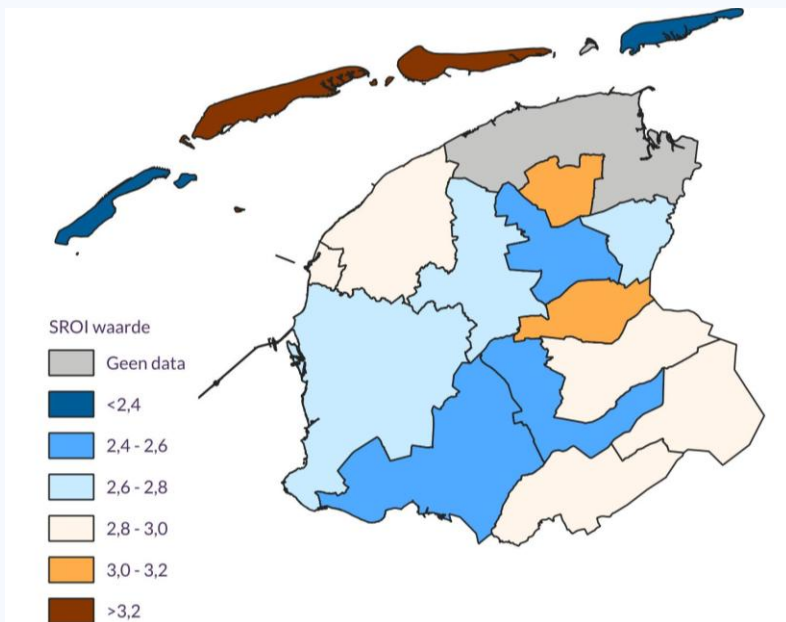 SROI waarde
Geen data
<2,4
2,4 - 2,6
2,6 - 2,8
2,8 - 3,0
3,0 - 3,2
>3,2